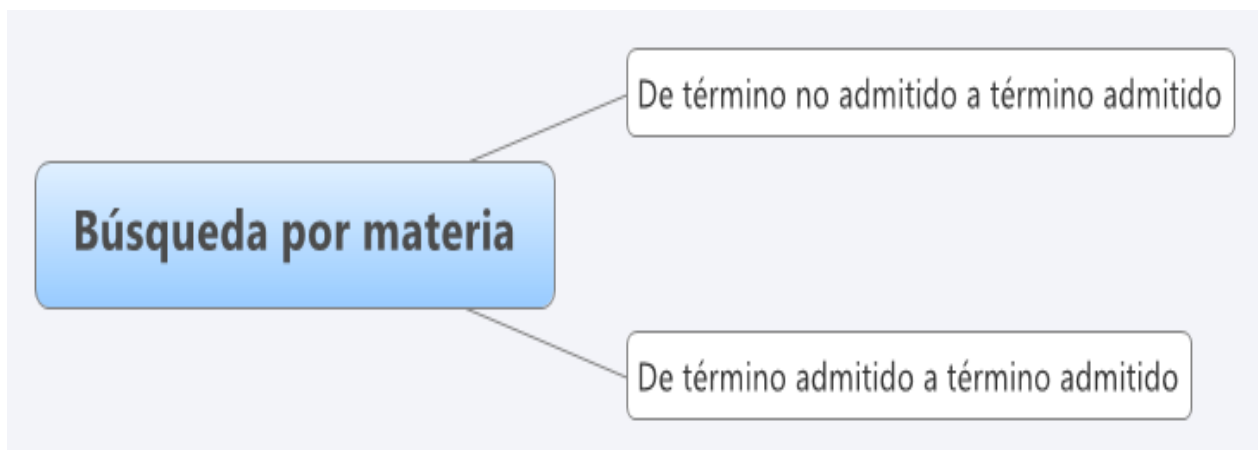 De término no admitido a término admitido
Búsqueda por materia
De término admitido a término admitido